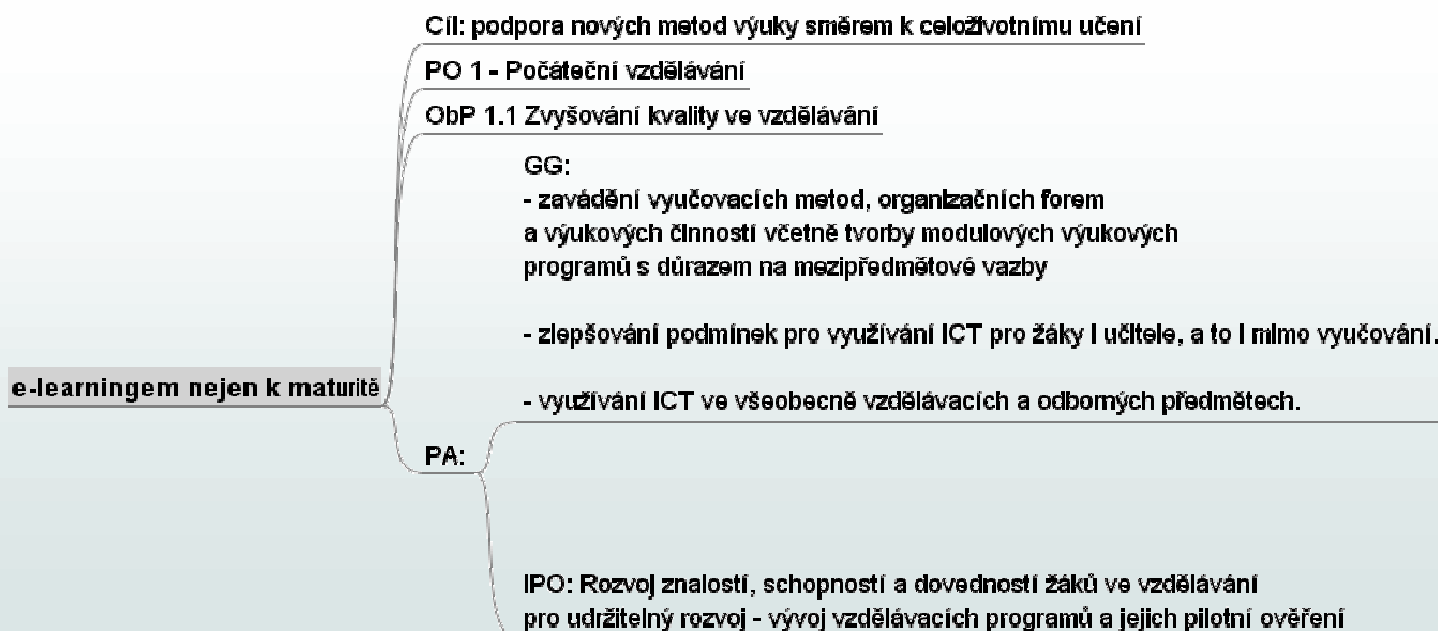 Cíl: podpora nových metod výuky směrem k celoživotnímu učení
PO 1 - Počáteční vzdělávání
ObP 1.1 Zvyšování kvality ve vzdělávání
GG:
- zavádění vyučovacích metod, organizačních forem
a výukových činností včetně tvorby modulových výukových
programů s důrazem na mezipředmětové vazby
- zlepšování podmínek pro využívání ICT pro žáky i učitele, a to i mimo vyučování.
e-learningem nejen k maturitě
- využívání ICT ve všeobecně vzdělávacích a odborných předmětech.
PA:
IPO: Rozvoj znalostí, schopností a dovedností žáků ve vzdělávání
pro udržitelný rozvoj - vývoj vzdělávacích programů a jejich pilotní ověření